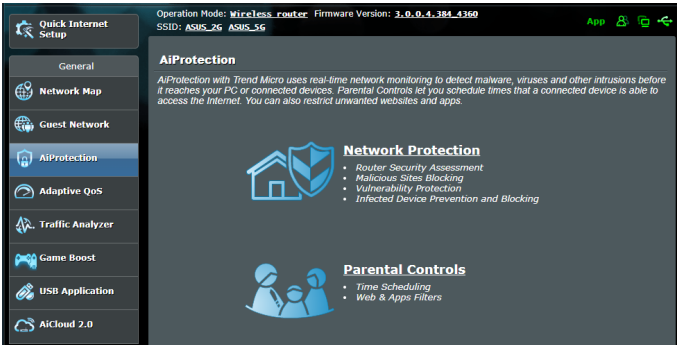 Quick Internet
Setup
Operation Mode: Wireless router Firmware Version: 3.0.0.4.384_4360
SSID: ASUS_2G ASUS_5G
App
General
Network Map
Guest Network
AiProtection
Adaptive QoS
Traffic Analyzer
Game Boost
USB Application
AiCloud 2.0
AiProtection
AiProtection with Trend Micro uses real-time network monitoring to detect malware, viruses and other intrusions before
it reaches your PC or connected devices. Parental Controls let you schedule times that a connected device is able to
access the Internet. You can also restrict unwanted websites and apps.
Network Protection
• Router Security Assessment
• Malicious Sites Blocking
• Vulnerability Protection
• Infected Device Prevention and Blocking
Parental Controls
• Time Scheduling
• Web & Apps Filters